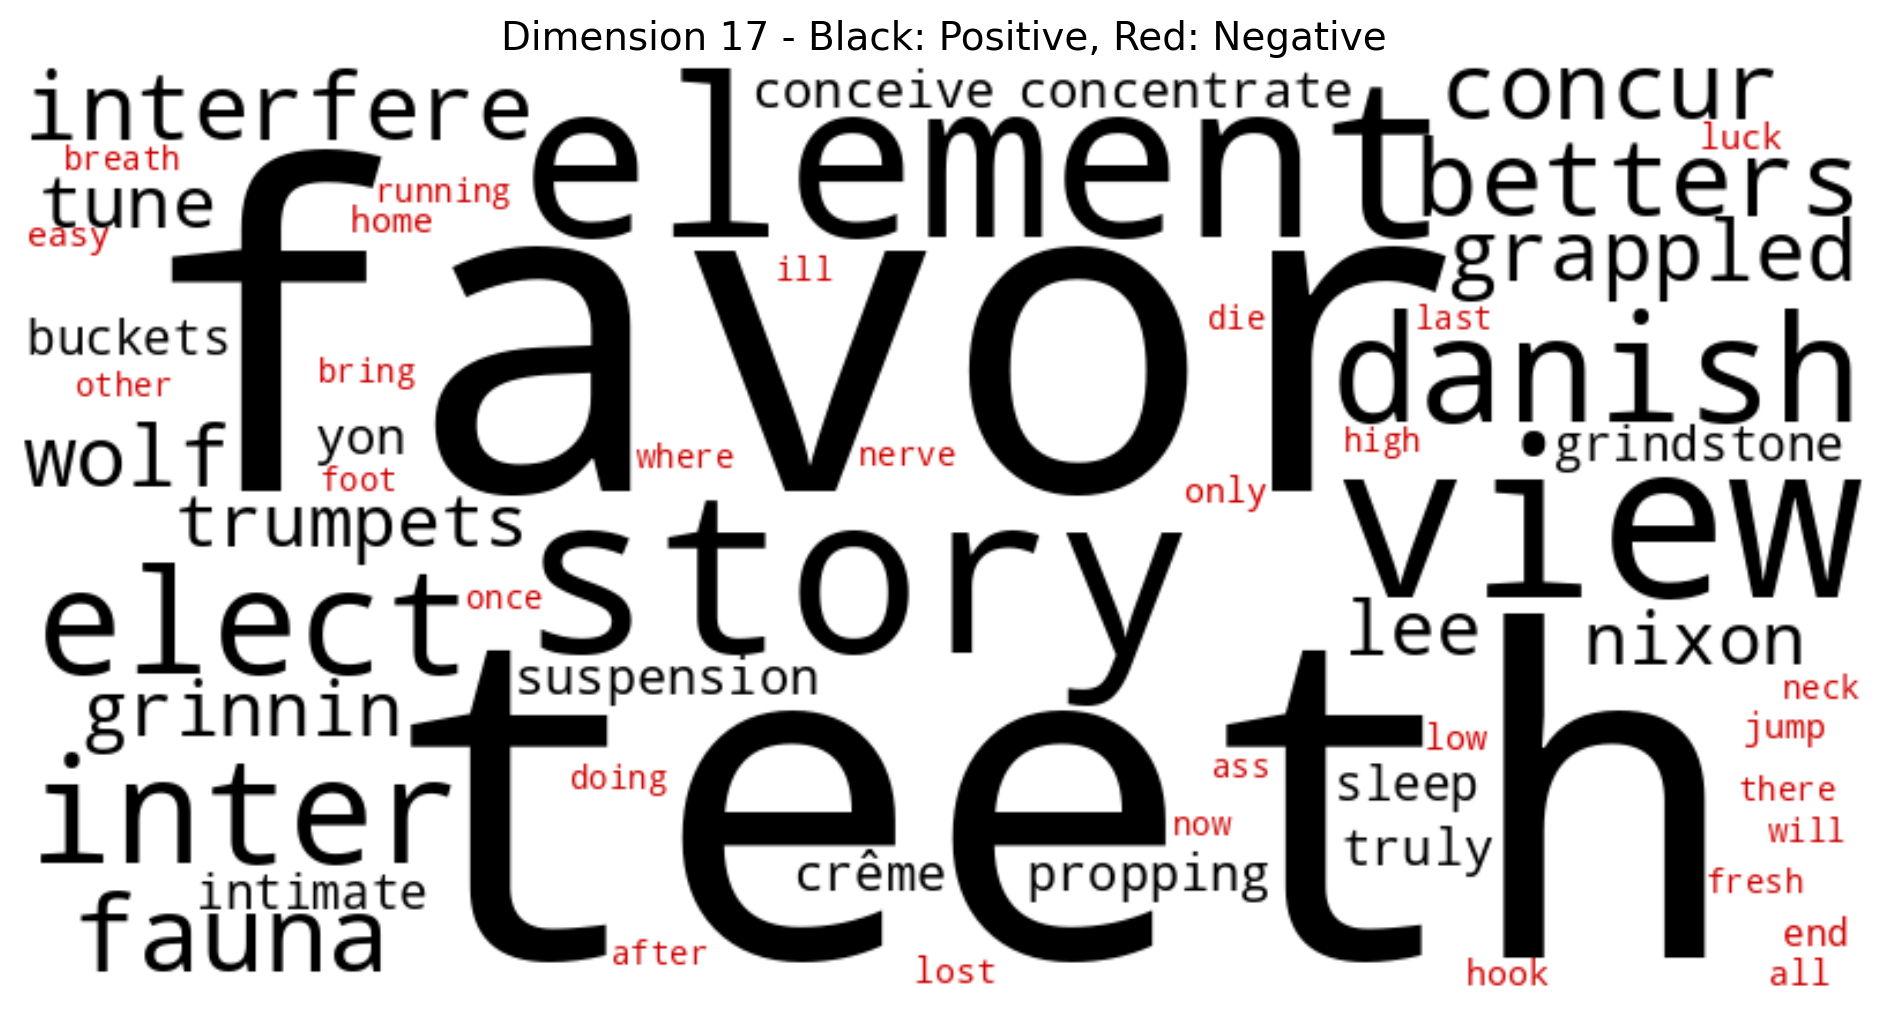 Dimension 17 - Black: Positive, Red: Negative
interfere
conceive concentrate
concur
element
luck
breath
betters
tune
running
home
easy
favor
grappled
ill
die
last
danish
buckets
bring
other
yon
wolf
where
nerve
high
grindstone
foot
only
view
trumpets
story
elect
once
lee
nixon
suspension
grinnin
neck
jump
teeth
low
inter
doing
ass
sleep
there
now
truly
will
crême
propping
intimate
fresh
fauna
after
end
lost
hook
all